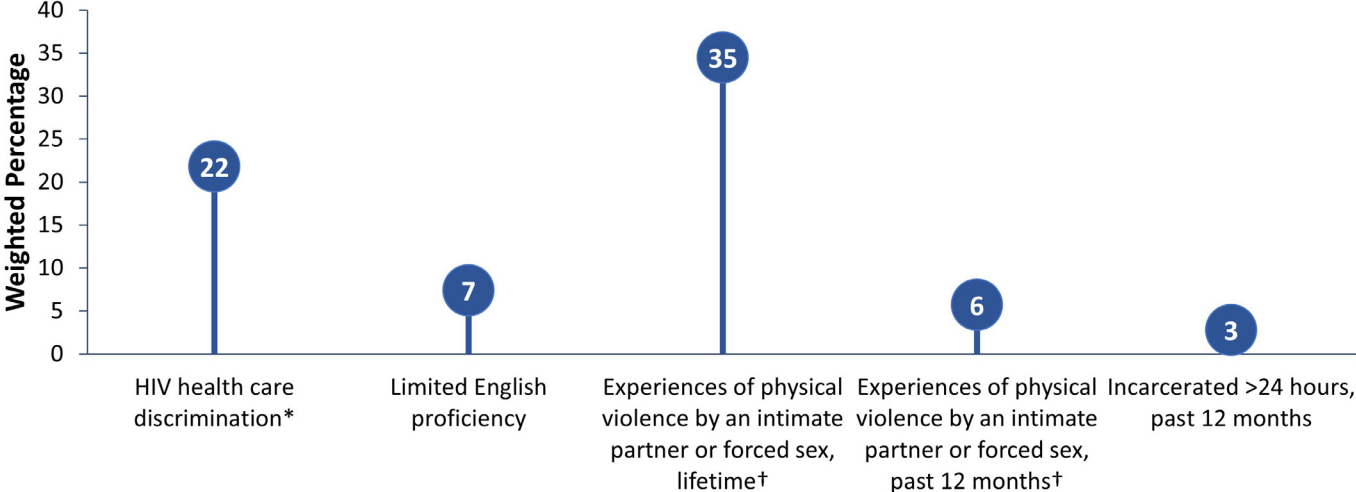 Weighted Percentage
40
35
30
25
20
15
10
5
0
22
7
35
6
3
HIV health care
discrimination*
Limited English
proficiency
Experiences of physical
violence by an intimate
partner or forced sex,
lifetime†
Experiences of physical
violence by an intimate
partner or forced sex,
past 12 months†
Incarcerated >24 hours,
past 12 months